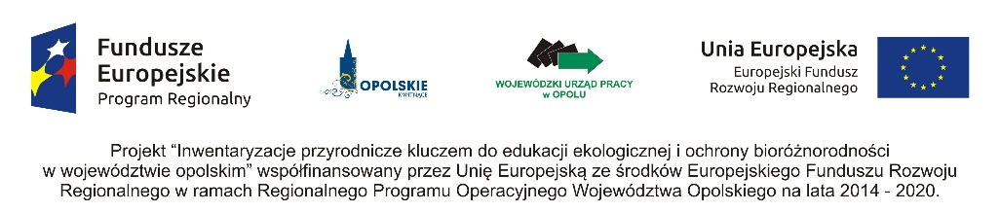 Fundusze
Europejskie
Program Regionalny
OPOLSKIE
KWITNĄCE
WOJEWÓDZKI URZĄD PRACY
w OPOLU
Unia Europejska
Europejski Fundusz
Rozwoju Regionalnego
Projekt “Inwentaryzacje przyrodnicze kluczem do edukacji ekologicznej i ochrony bioróżnorodności
w województwie opolskim” współfinansowany przez Unię Europejską ze środków Europejskiego Funduszu Rozwoju
Regionalnego w ramach Regionalnego Programu Operacyjnego Województwa Opolskiego na lata 2014 - 2020.